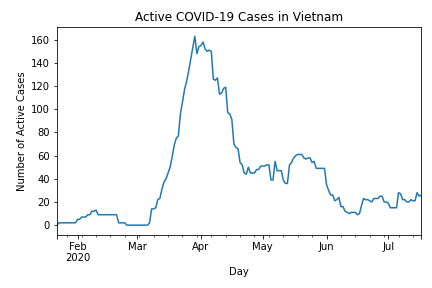 Active COVID-19 Cases in Vietnam
Number of Active Cases
160
140
120
100
80
60
40
20
0
Feb Mar Apr May Jun Jul
2020
Day